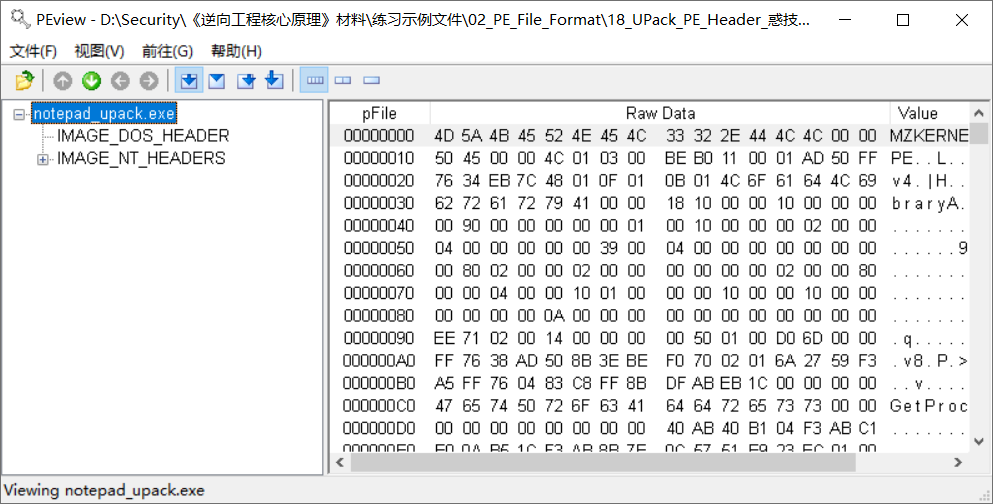 PEview - D:\Security\《逆向工程核心原理》材料\练习示例文件\02_PE_File_Format\18_UPack_PE_Header_惑技...
文件(F) 视图(V) 前往(G) 帮助(H)
notepad_upack.exe
IMAGE_DOS_HEADER
IMAGE_NT_HEADERS
pFile Raw Data Value
00000000 4D 5A 4B 45 52 4E 45 4C 33 32 2E 44 4C 4C 00 00 MZKERNE
00000010 50 45 00 00 4C 01 03 00 BE B0 11 00 01 AD 50 FF PE..L..
00000020 76 34 EB 7C 48 01 0F 01 0B 01 4C 6F 61 64 4C 69 v4.|H..
00000030 62 72 61 72 79 41 00 00 18 10 00 00 10 00 00 00 braryA.
00000040 00 90 00 00 00 00 00 01 00 10 00 00 00 02 00 00 .......
00000050 04 00 00 00 00 00 39 00 04 00 00 00 00 00 00 00 ......9
00000060 00 80 02 00 00 02 00 00 00 00 00 00 02 00 00 80 .......
00000070 00 00 04 00 00 10 01 00 00 00 10 00 00 10 00 00 .......
00000080 00 00 00 00 0A 00 00 00 00 00 00 00 00 00 00 00 .......
00000090 EE 71 02 00 14 00 00 00 00 50 01 00 D0 6D 00 00 .q.....
000000A0 FF 76 38 AD 50 8B 3E BE F0 70 02 01 6A 27 59 F3 .v8.P.>
000000B0 A5 FF 76 04 83 C8 FF 8B DF AB EB 1C 00 00 00 00 ..v....
000000C0 47 65 74 50 72 6F 63 41 64 64 72 65 73 73 00 00 GetProc
000000D0 00 00 00 00 00 00 00 00 40 AB 40 B1 04 F3 AB C1 .......
000000E0 E0 0A B5 1C F3 AB 8B 7E 0C 57 51 E9 23 EC 01 00
Viewing notepad_upack.exe